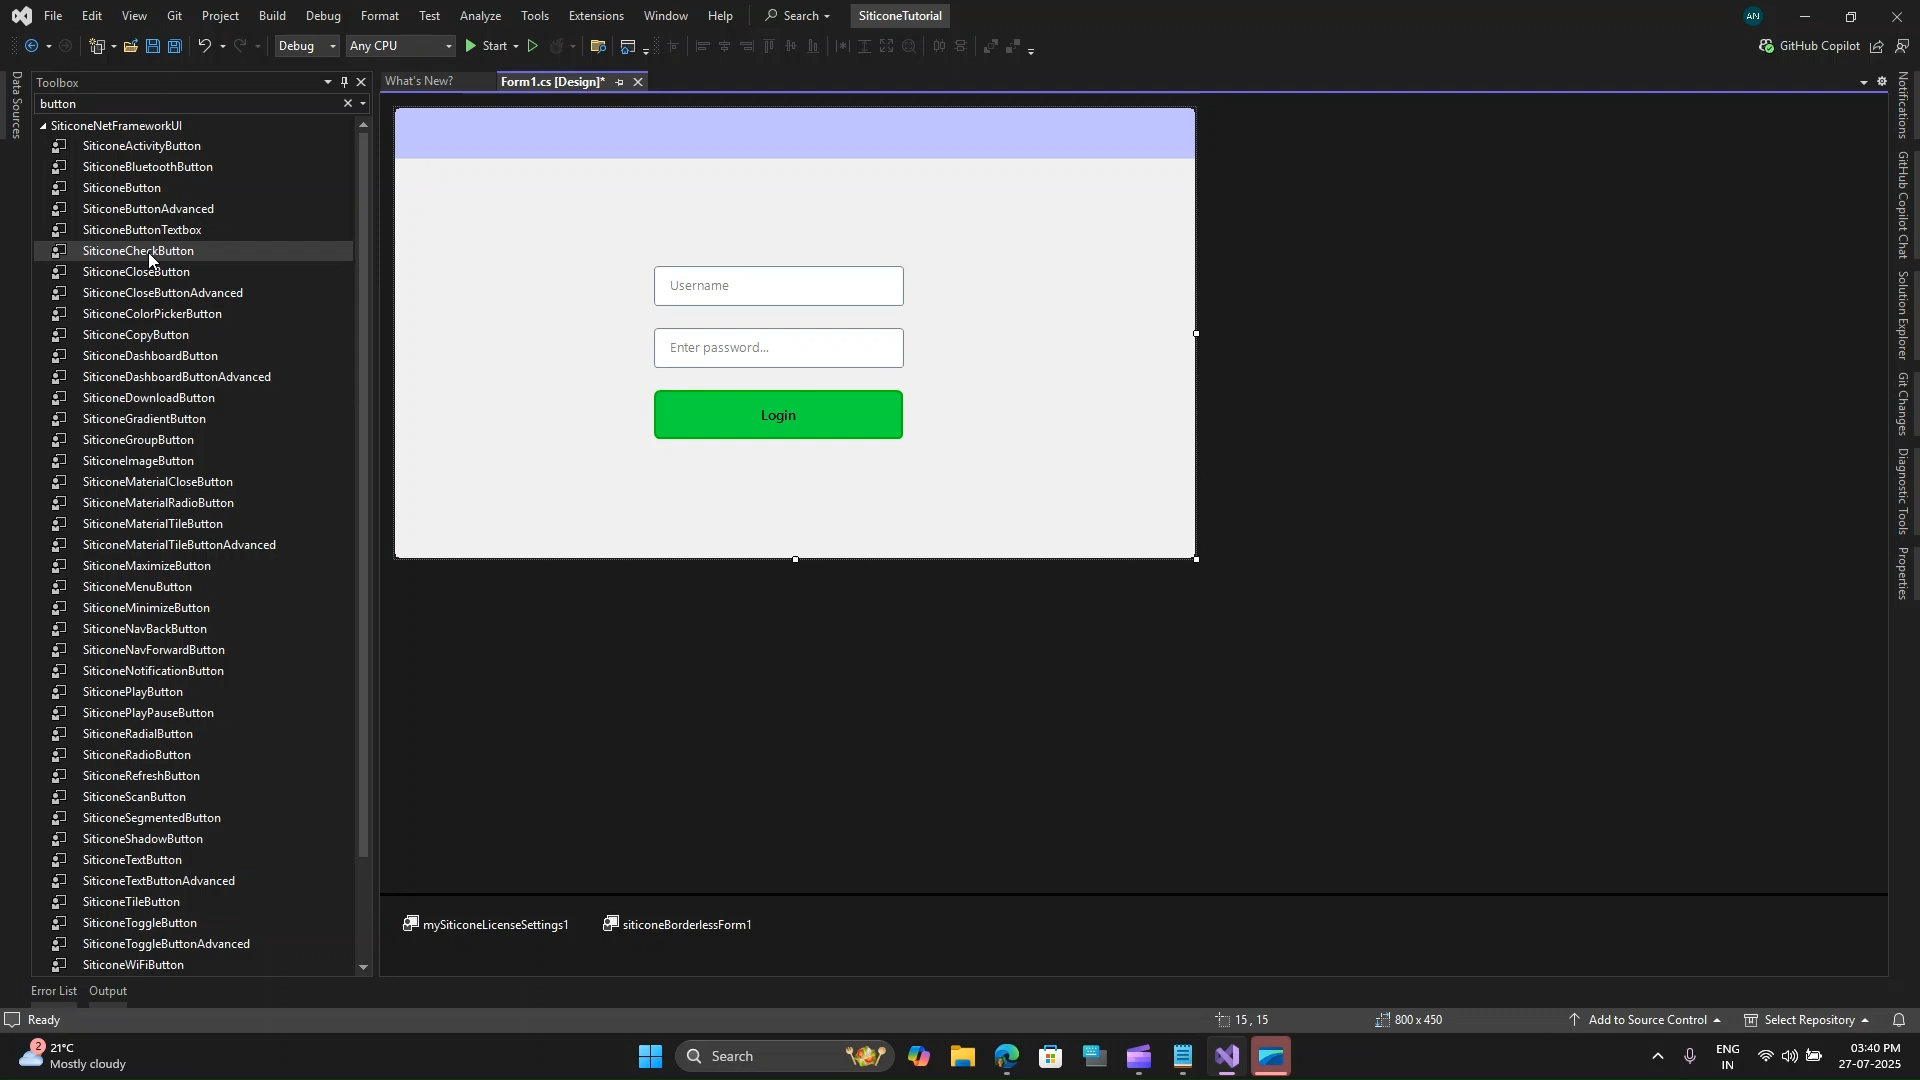 File Edit View Git Project Build Debug Format Test Analyze Tools Extensions Window Help Search SiticoneTutorial AN
Debug Any CPU Start GitHub Copilot
Data Sources
Toolbox
button
SiticoneNetFrameworkUI
SiticoneActivityButton
SiticoneBluetoothButton
SiticoneButton
SiticoneButtonAdvanced
SiticoneButtonTextbox
SiticoneCheckButton
SiticoneCloseButton
SiticoneCloseButtonAdvanced
SiticoneColorPickerButton
SiticoneCopyButton
SiticoneDashboardButton
SiticoneDashboardButtonAdvanced
SiticoneDownloadButton
SiticoneGradientButton
SiticoneGroupButton
SiticoneImageButton
SiticoneMaterialCloseButton
SiticoneMaterialRadioButton
SiticoneMaterialTileButton
SiticoneMaterialTileButtonAdvanced
SiticoneMaximizeButton
SiticoneMenuButton
SiticoneMinimizeButton
SiticoneNavBackButton
SiticoneNavForwardButton
SiticoneNotificationButton
SiticonePlayButton
SiticonePlayPauseButton
SiticoneRadialButton
SiticoneRadioButton
SiticoneRefreshButton
SiticoneScanButton
SiticoneSegmentedButton
SiticoneShadowButton
SiticoneTextButton
SiticoneTextButtonAdvanced
SiticoneTileButton
SiticoneToggleButton
SiticoneToggleButtonAdvanced
SiticoneWiFiButton
What's New? Form1.cs [Design]*
Username
Enter password...
Login
mySiticoneLicenseSettings1 siticoneBorderlessForm1
Notifications
GitHub Copilot Chat
Solution Explorer
Git Changes
Diagnostic Tools
Properties
Error List Output
Ready 15 , 15 800 x 450 Add to Source Control Select Repository
2
21°C
Mostly cloudy
Search
ENG
IN
03:40 PM
27-07-2025